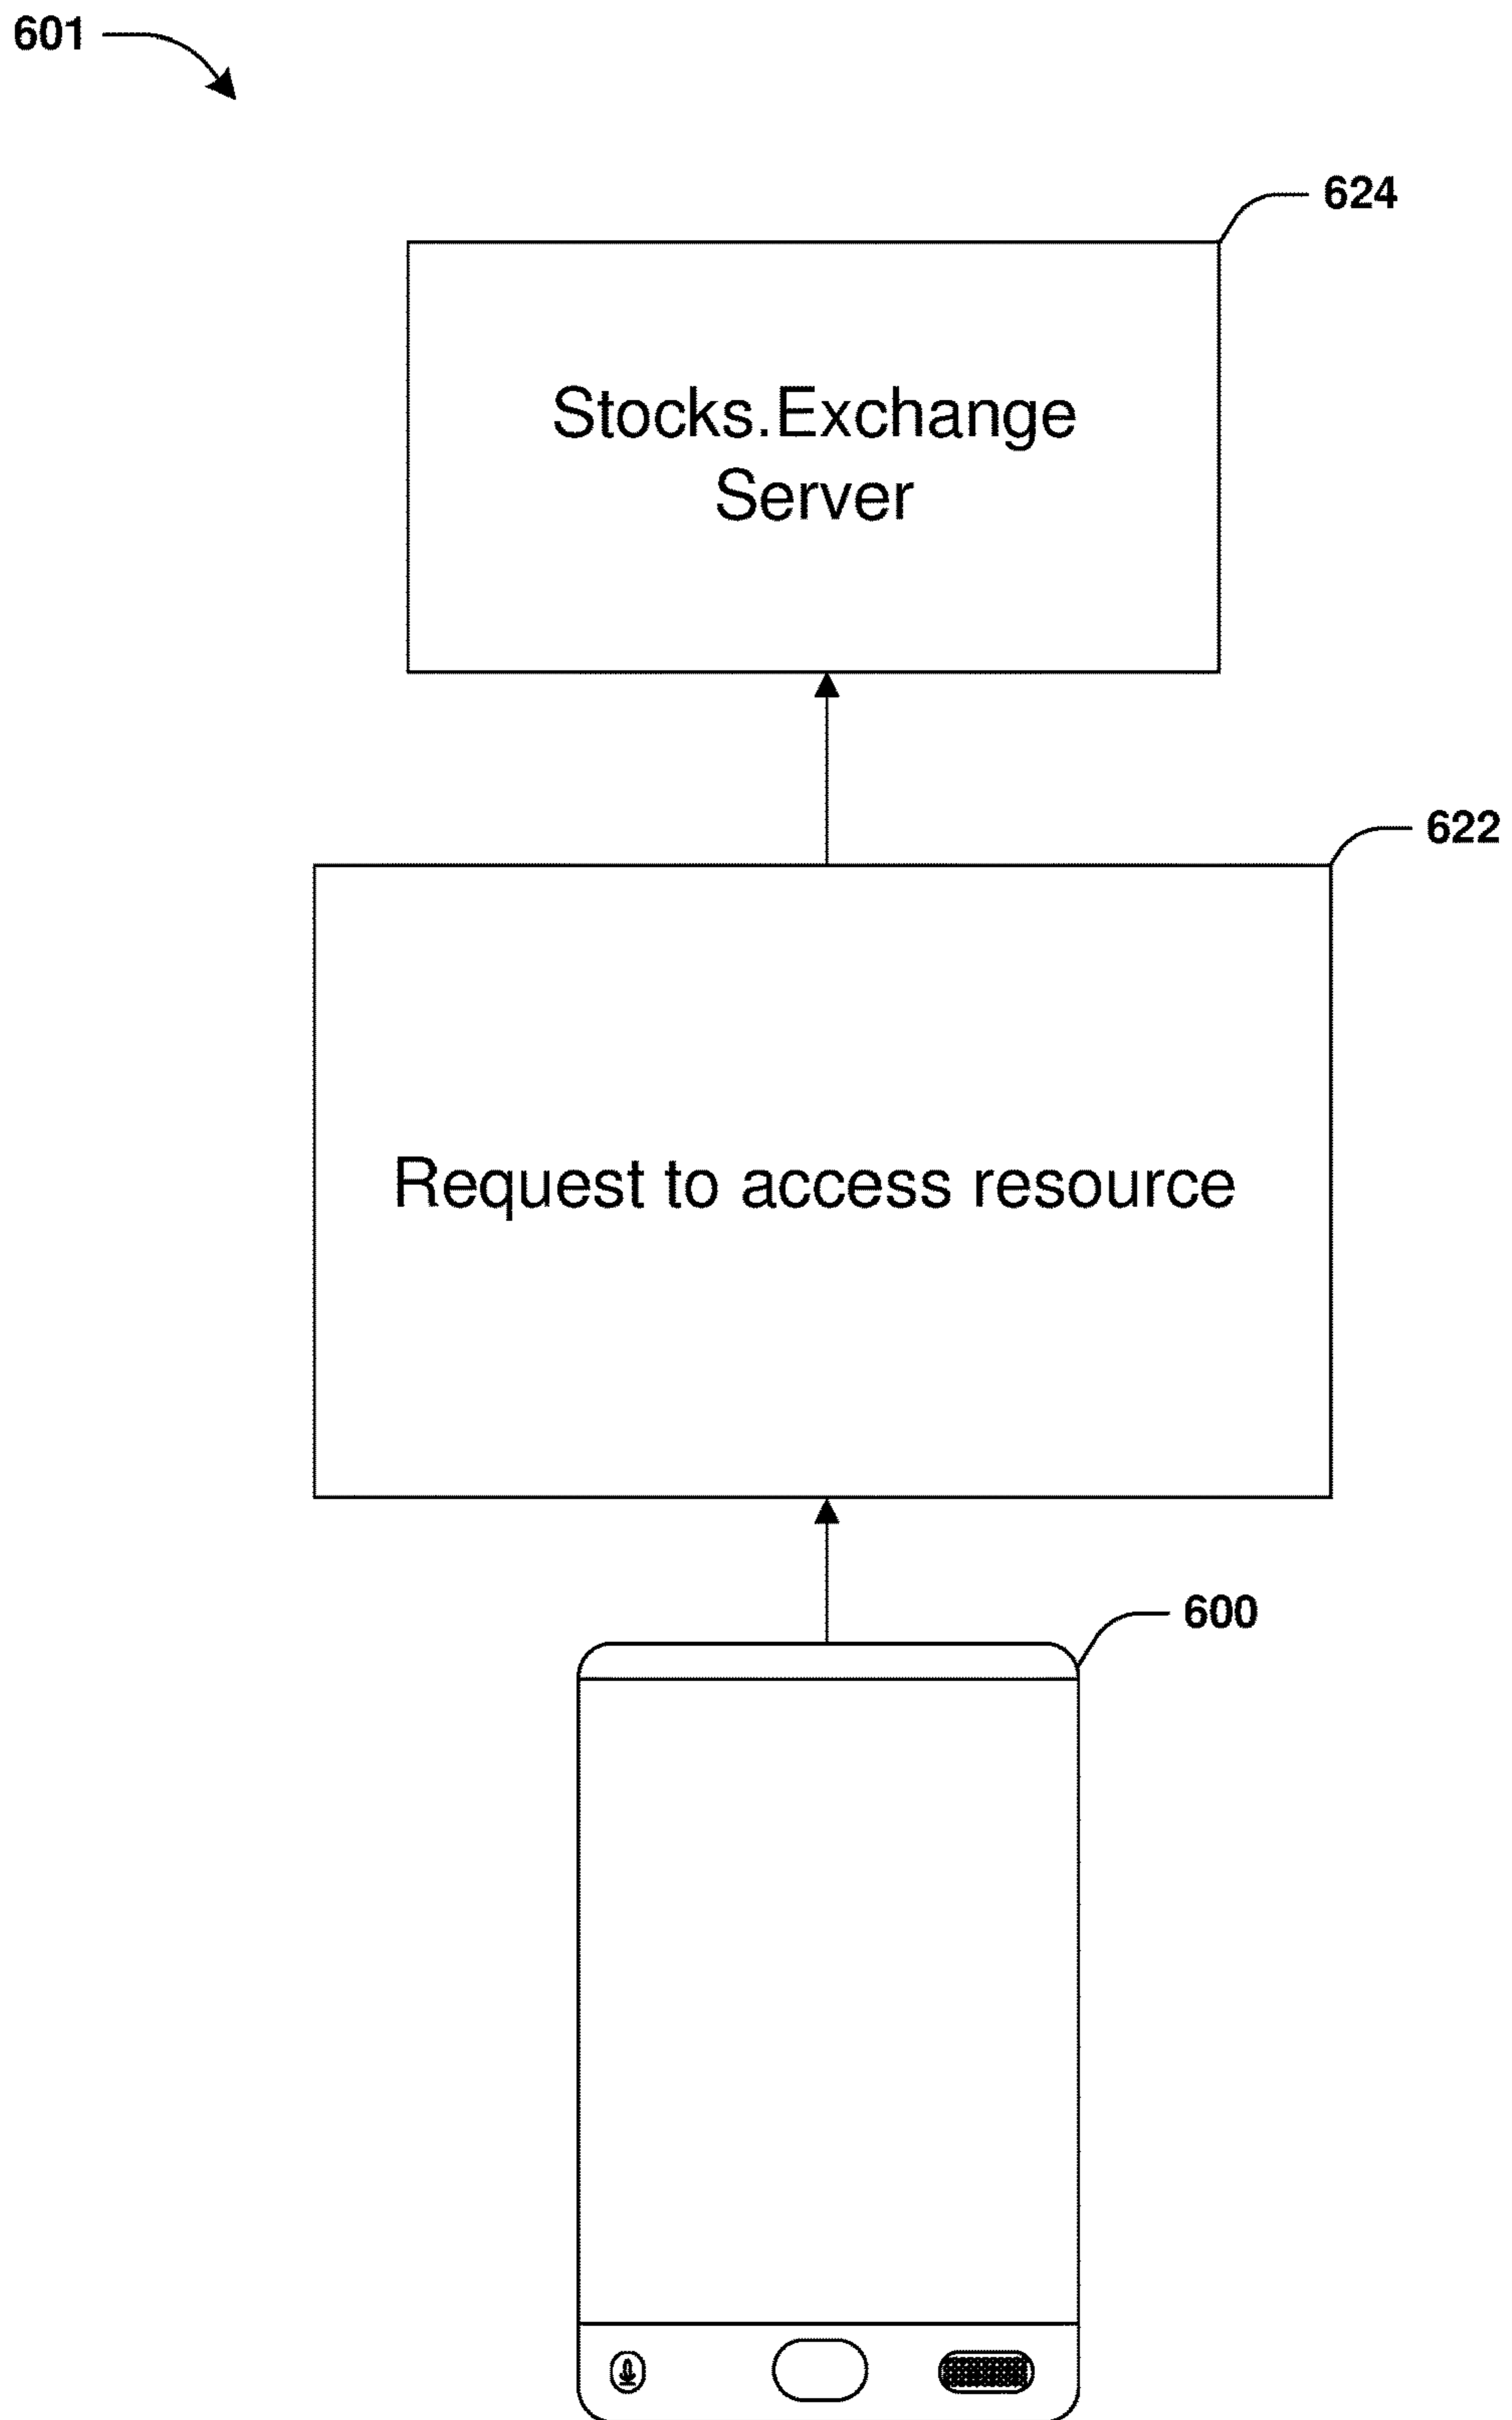 601
624
Stocks.Exchange
Server
622
Request to access resource
600